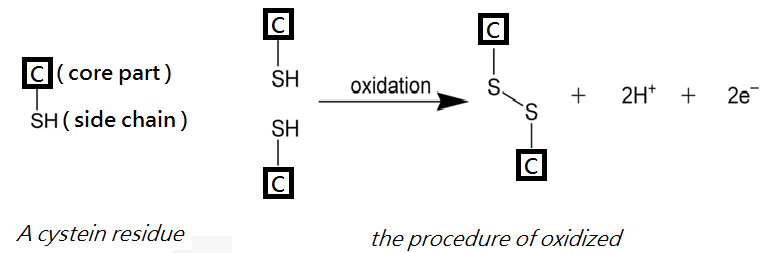 C ( core part )
SH ( side chain )
A cystein residue
C
SH
SH
C
oxidation
C
S
S
C
+ 2H⁺ + 2e⁻
the procedure of oxidized